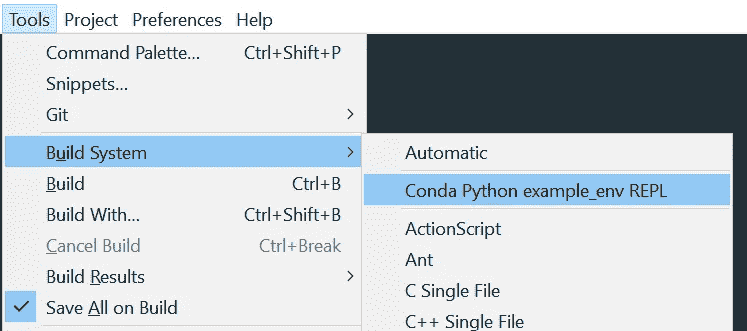 Tools Project Preferences Help
Command Palette... Ctrl+Shift+P
Snippets...
Git
Build System
Build Ctrl+B
Build With... Ctrl+Shift+B
Cancel Build Ctrl+Break
Build Results
Save All on Build
Automatic
Conda Python example_env REPL
ActionScript
Ant
C Single File
C++ Single File